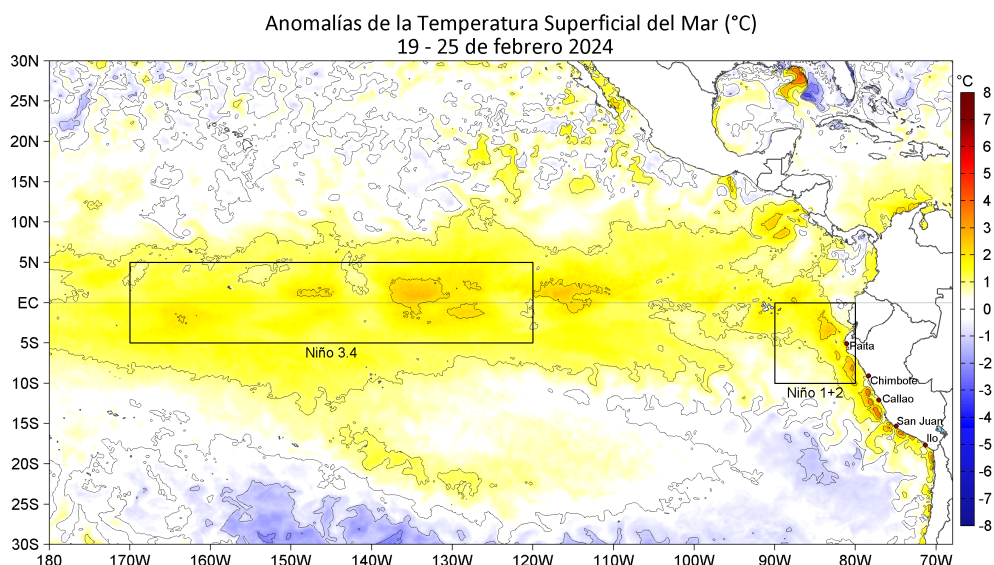 Anomalías de la Temperatura Superficial del Mar (°C)
19 - 25 de febrero 2024
30N
25N
20N
15N
10N
5N
EC
5S
10S
15S
20S
25S
30S
180
170W
160W
150W
140W
130W
120W
110W
100W
90W
80W
70W
Niño 3.4
Niño 1+2
Paita
Chimbote
Callao
San Juan
Ilo
°C
8
7
6
5
4
3
2
1
0
-1
-2
-3
-4
-5
-6
-7
-8